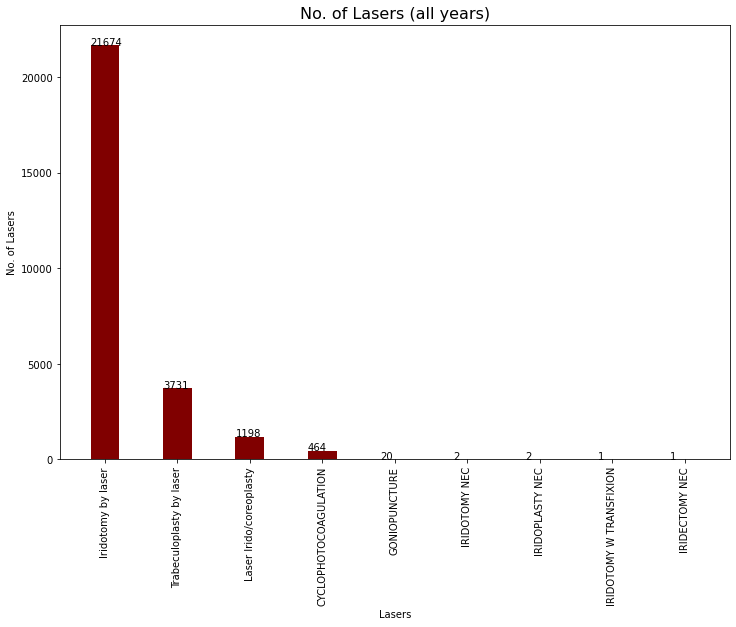 No. of Lasers (all years)
No. of Lasers
20000
15000
10000
5000
0
21674
3731
1198
464
20
2
2
1
1
Iridotomy by laser
Trabeculoplasty by laser
Laser Irido/coreoplasty
CYCLOPHOTOCOAGULATION
GONIOPUNCTURE
IRIDOTOMY NEC
IRIDOPLASTY NEC
IRIDOTOMY W TRANSFIXION
IRIDECTOMY NEC
Lasers